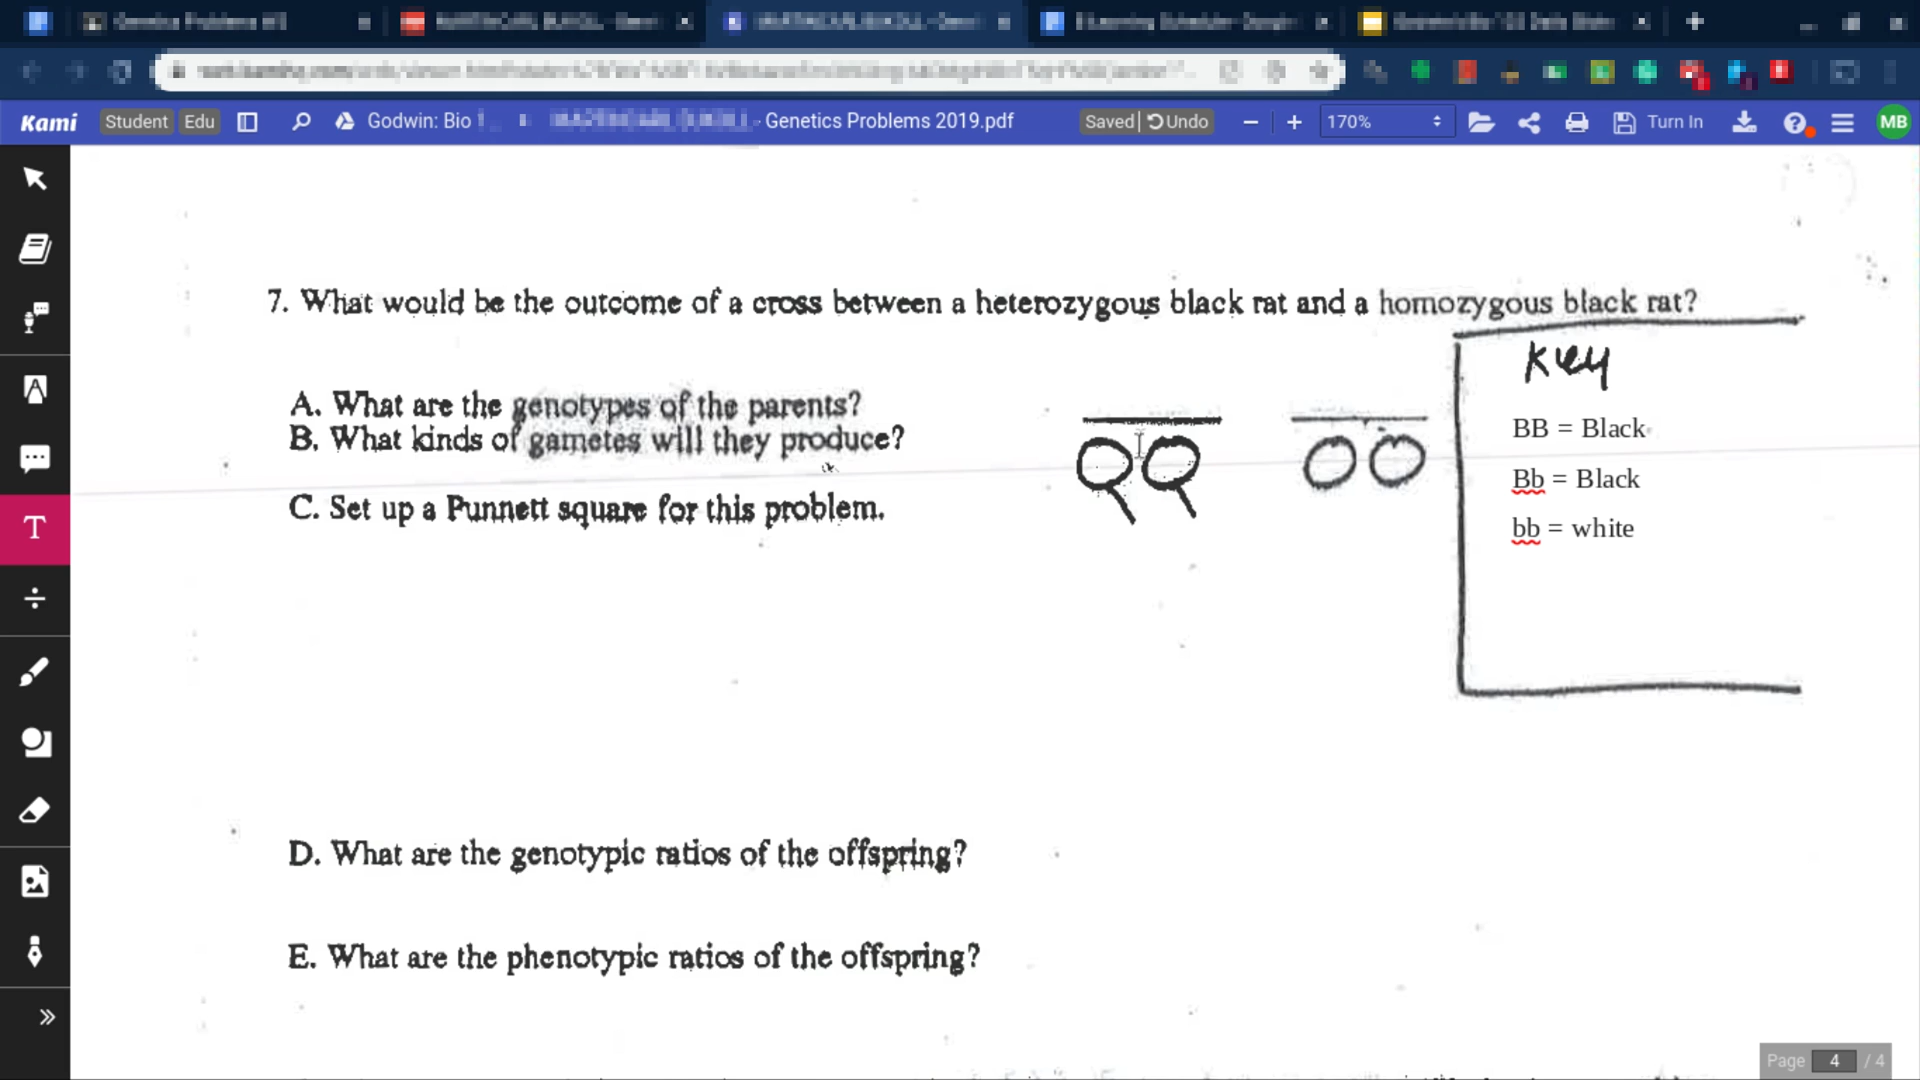 Kami Student Edu Godwin: Bio - Genetics Problems 2019.pdf Saved Undo 170% Turn In MB
7. What would be the outcome of a cross between a heterozygous black rat and a homozygous black rat?
Key
A. What are the genotypes of the parents?
B. What kinds of gametes will they produce?
BB = Black
Bb = Black
C. Set up a Punnett square for this problem.
bb = white
D. What are the genotypic ratios of the offspring?
E. What are the phenotypic ratios of the offspring?
Page 4 / 4